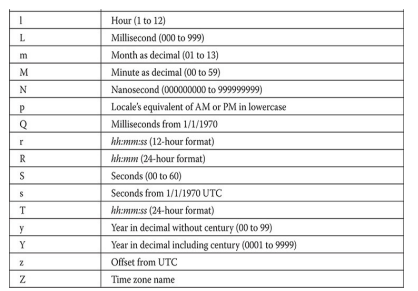 l Hour (1 to 12)
L Millisecond (000 to 999)
m Month as decimal (01 to 13)
M Minute as decimal (00 to 59)
N Nanosecond (000000000 to 999999999)
p Locale's equivalent of AM or PM in lowercase
Q Milliseconds from 1/1/1970
r hh:mm:ss (12-hour format)
R hh:mm (24-hour format)
S Seconds (00 to 60)
s Seconds from 1/1/1970 UTC
T hh:mm:ss (24-hour format)
y Year in decimal without century (00 to 99)
Y Year in decimal including century (0001 to 9999)
z Offset from UTC
Z Time zone name